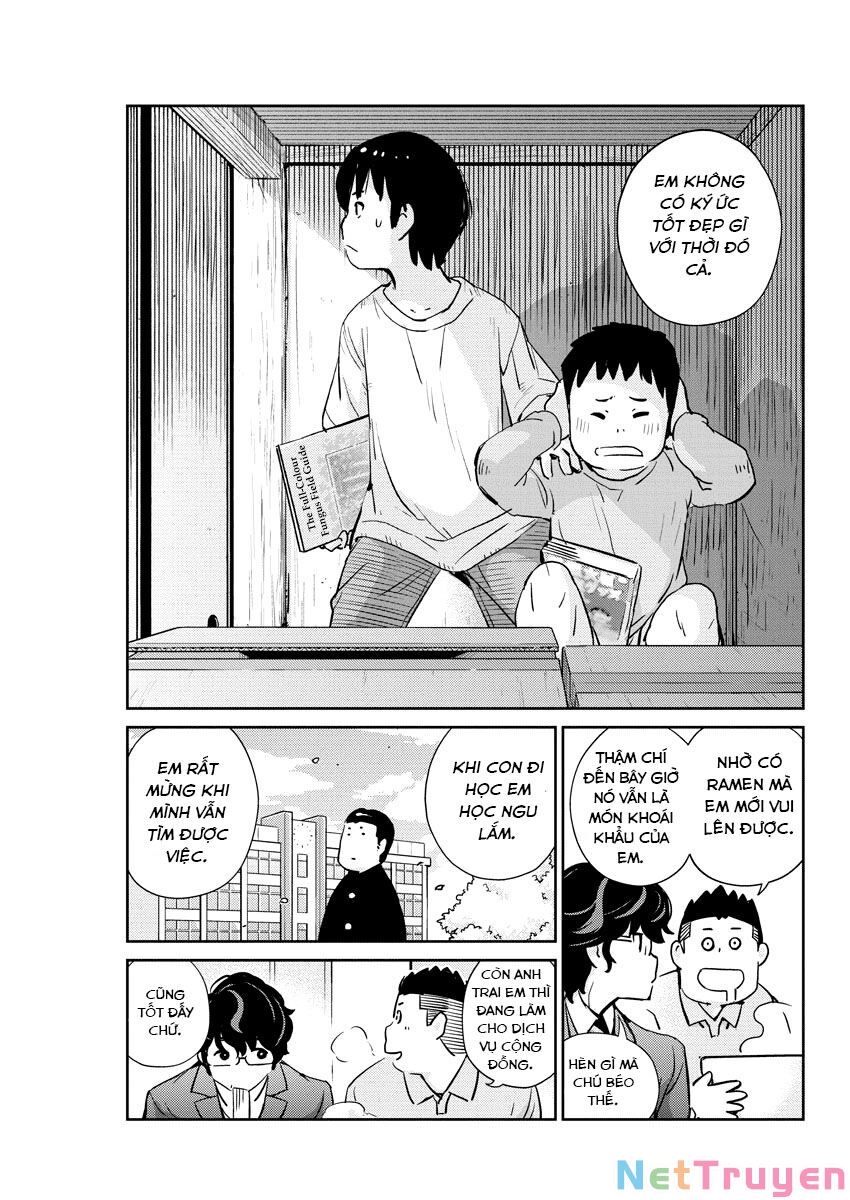 EM KHÔNG
CÓ KÝ ỨC
TỐT ĐẸP GÌ
VỚI THỜI ĐÓ
CẢ.
The Full-Colour
Fungus Field Guide
NHỜ CÓ
RAMEN MÀ
EM MỚI VUI
LÊN ĐƯỢC.
THẬM CHÍ
ĐẾN BÂY GIỜ
NÓ VẪN LÀ
MÓN KHOÁI
KHẨU CỦA
EM.
HÈN GÌ MÀ
CHÚ BÉO
THẾ.
KHI CON ĐI
HỌC EM
HỌC NGU
LẮM.
EM RẤT
MỪNG KHI
MÌNH VẪN
TÌM ĐƯỢC
VIỆC.
CÒN ANH
TRAI EM THÌ
ĐANG LÀM
CHO DỊCH
VỤ CỘNG
ĐỒNG.
CŨNG
TỐT ĐẤY
CHỨ.
NetTruyen